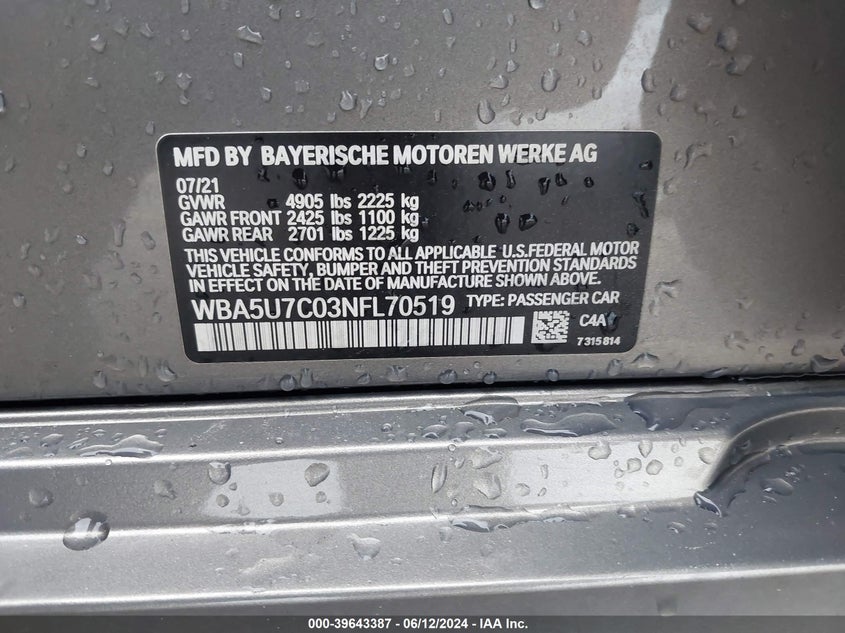 MFD BY BAYERISCHE MOTOREN WERKE AG
07/21
GVWR 4905 lbs 2225 kg
GAWR FRONT 2425 lbs 1100 kg
GAWR REAR 2701 lbs 1225 kg
THIS VEHICLE CONFORMS TO ALL APPLICABLE U.S.FEDERAL MOTOR
VEHICLE SAFETY, BUMPER AND THEFT PREVENTION STANDARDS
IN EFFECT ON THE DATE OF MANUFACTURE SHOWN ABOVE.
WBA5U7C03NFL70519 TYPE: PASSENGER CAR
C4A
7315814
000-39643387 - 06/12/2024 - IAA Inc.